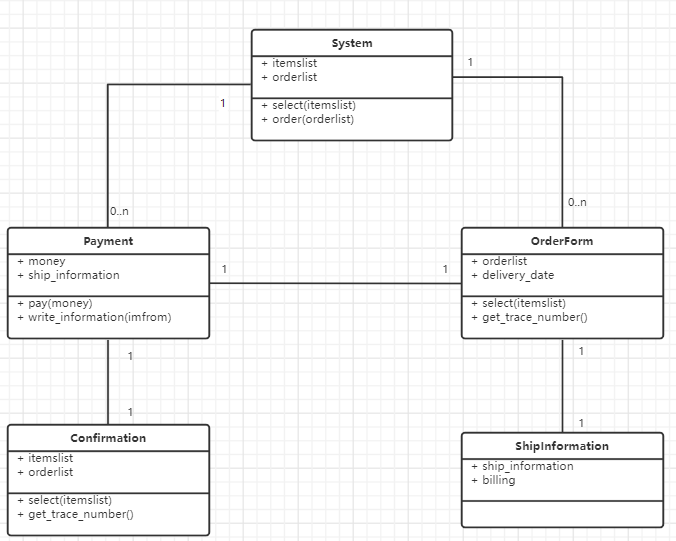 System
+ itemslist
+ orderlist
+ select(itemslist)
+ order(orderlist)
1
1
0..n
0..n
Payment
+ money
+ ship_information
+ pay(money)
+ write_information(imfrom)
1
1
OrderForm
+ orderlist
+ delivery_date
+ select(itemslist)
+ get_trace_number()
1
1
Confirmation
+ itemslist
+ orderlist
+ select(itemslist)
+ get_trace_number()
1
1
ShipInformation
+ ship_information
+ billing